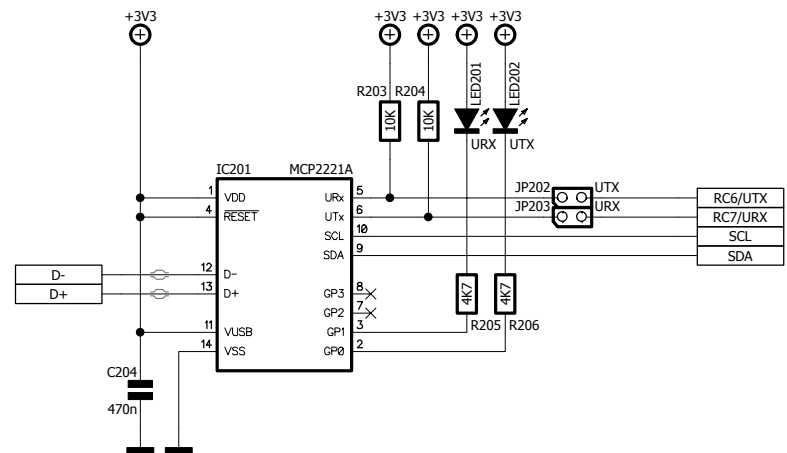 +3V3 +3V3 +3V3 +3V3 +3V3
LED201 LED202
R203 R204
10K 10K
URX UTX
IC201 MCP2221A
1 VDD URx 5 JP202 UTX RC6/UTX
4 RESET UTx 6 JP203 URX RC7/URX
SCL 10 SCL
SDA 9 SDA
D- 12 D-
D+ 13 D+ GP3 8
4K7 4K7
GP2 7
11 VUSB GP1 3 R205 R206
14 VSS GP0 2
C204
470n